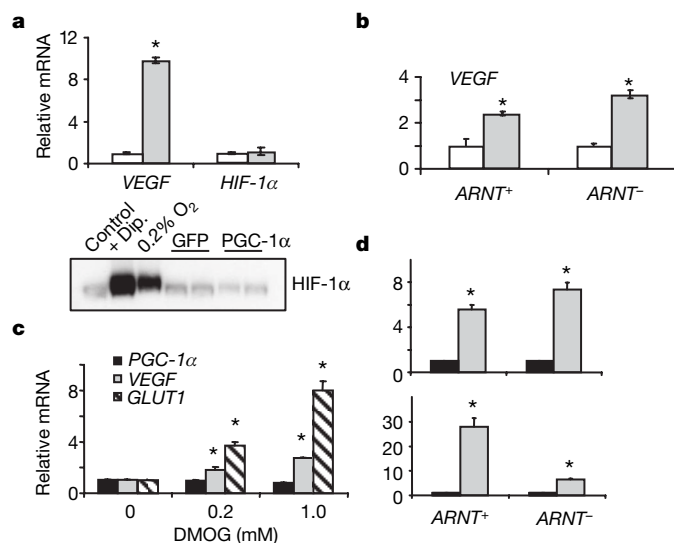 a
Relative mRNA
12
8
4
0
*
VEGF HIF-1α
Control
+ Dip.
0.2% O2
GFP PGC-1α
HIF-1α
b
VEGF
4
2
0
* *
ARNT+ ARNT−
c
PGC-1α
VEGF
GLUT1
Relative mRNA
8
4
0
* * * *
0 0.2 1.0
DMOG (mM)
d
8
4
0
* *
30
20
10
0
* *
ARNT+ ARNT−